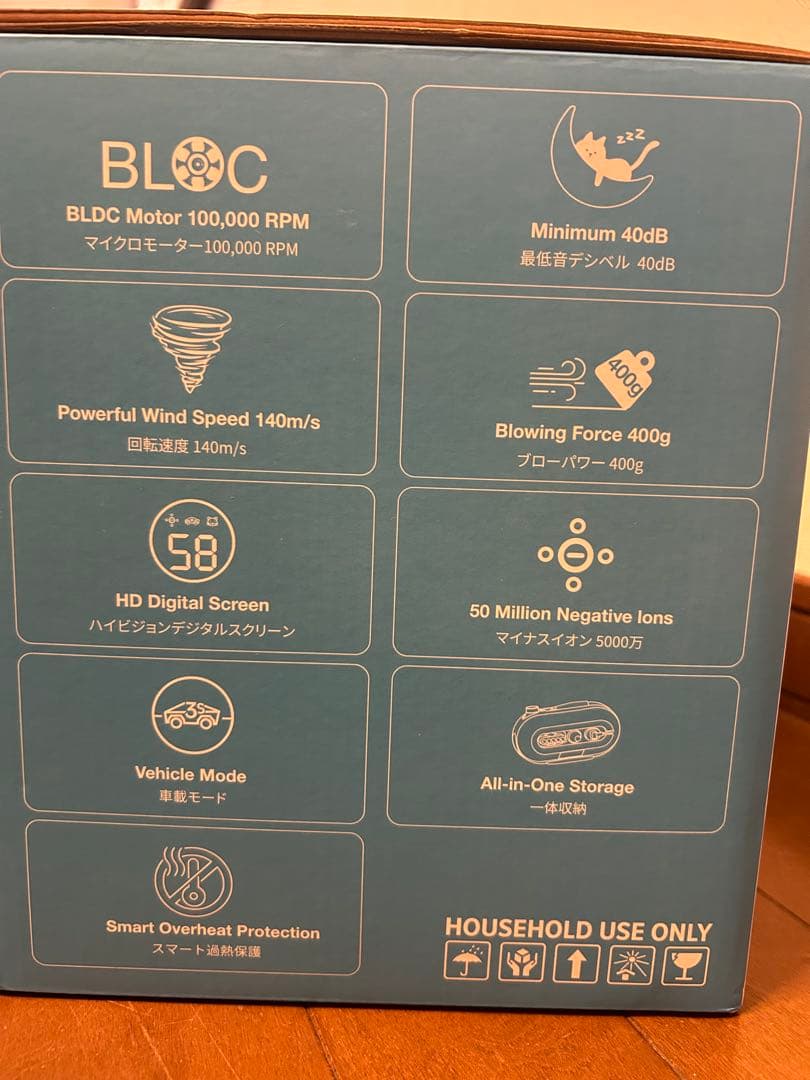 BLDC
BLDC Motor 100,000 RPM
マイクロモーター100,000 RPM
zzz
Minimum 40dB
最低音デシベル 40dB
Powerful Wind Speed 140m/s
回転速度 140m/s
400g
Blowing Force 400g
ブローパワー 400g
58
HD Digital Screen
ハイビジョンデジタルスクリーン
50 Million Negative Ions
マイナスイオン 5000万
3S
Vehicle Mode
車載モード
All-in-One Storage
一体収納
Smart Overheat Protection
スマート過熱保護
HOUSEHOLD USE ONLY